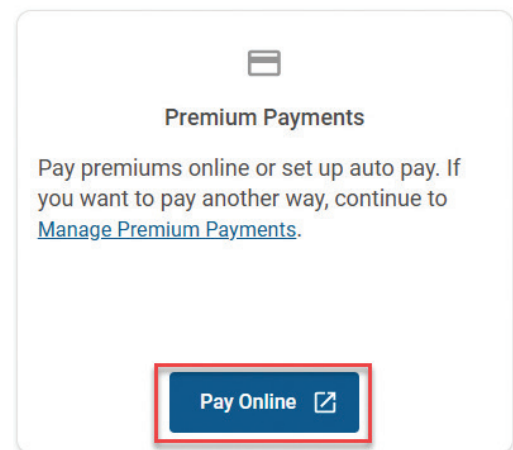 Premium Payments
Pay premiums online or set up auto pay. If
you want to pay another way, continue to
Manage Premium Payments.
Pay Online